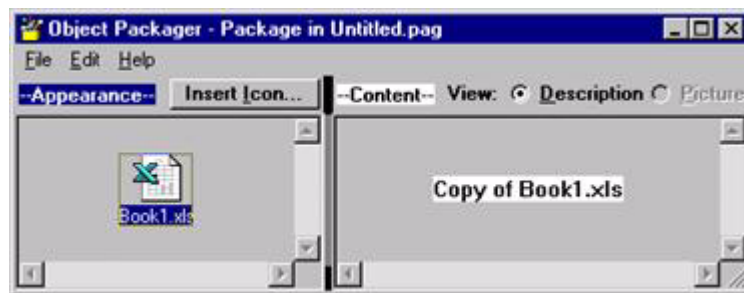 Object Packager - Package in Untitled.pag
File Edit Help
--Appearance-- Insert Icon... --Content-- View: Description Picture
Book1.xls
Copy of Book1.xls